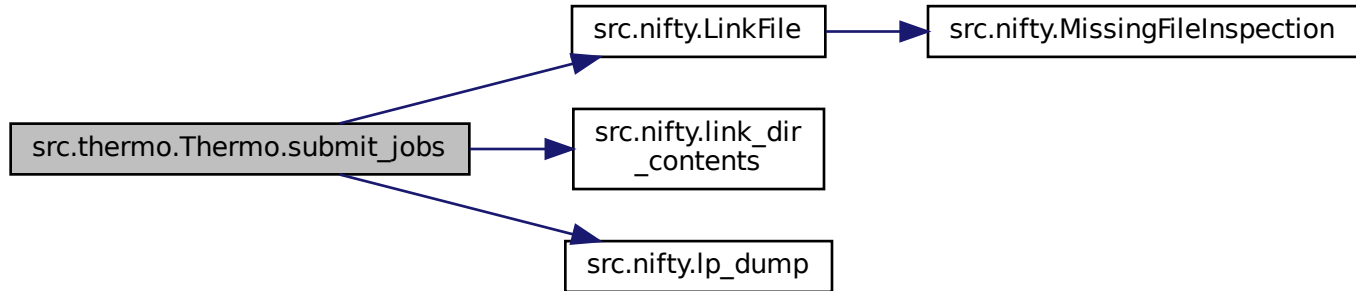 src.nifty.LinkFile
src.nifty.MissingFileInspection
src.thermo.Thermo.submit_jobs
src.nifty.link_dir
_contents
src.nifty.lp_dump